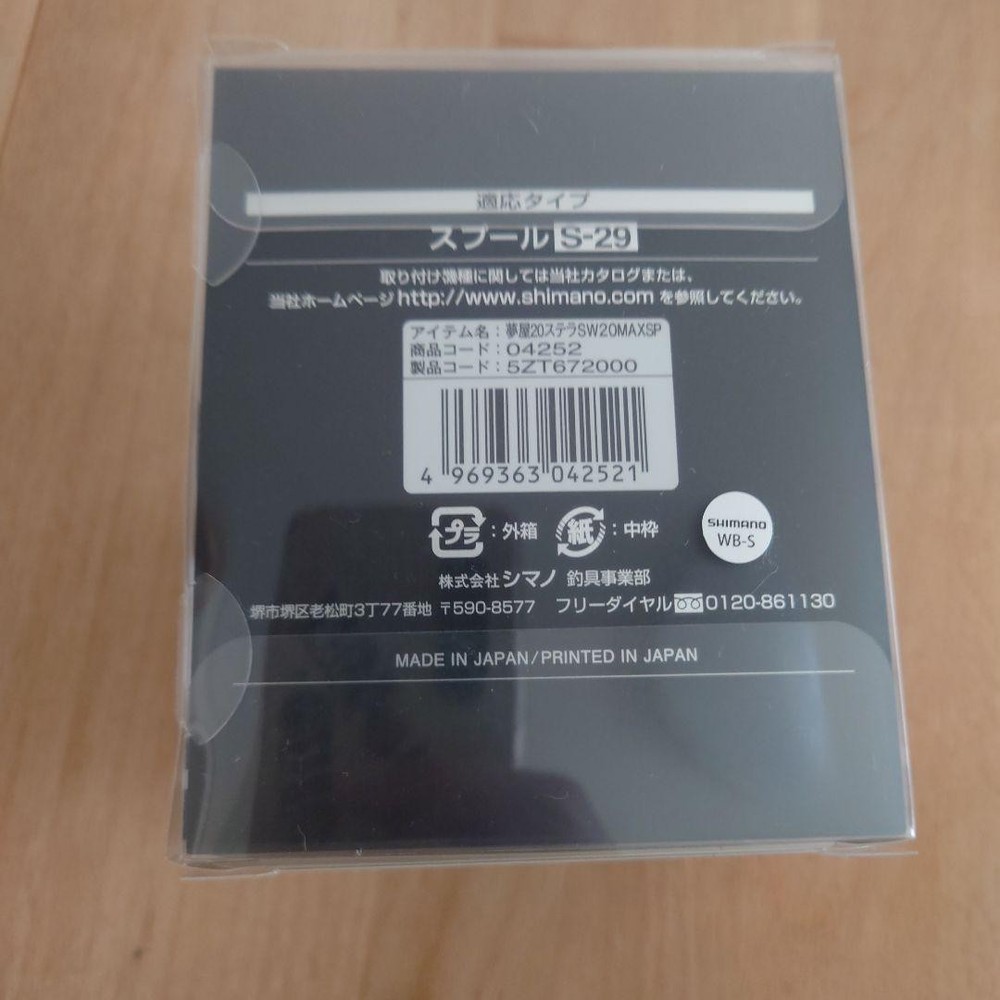 適応タイプ
スプール S-29
取り付け機種に関しては当社カタログまたは、
当社ホームページ http://www.shimano.com を参照してください。
アイテム名：夢屋20ステラSW20MAXSP
商品コード：04252
製品コード：5ZT672000
4 969363 042521
プラ：外箱 紙：中枠
SHIMANO
WB-S
株式会社シマノ 釣具事業部
堺市堺区老松町3丁77番地 〒590-8577 フリーダイヤル 0120-861130
MADE IN JAPAN/PRINTED IN JAPAN